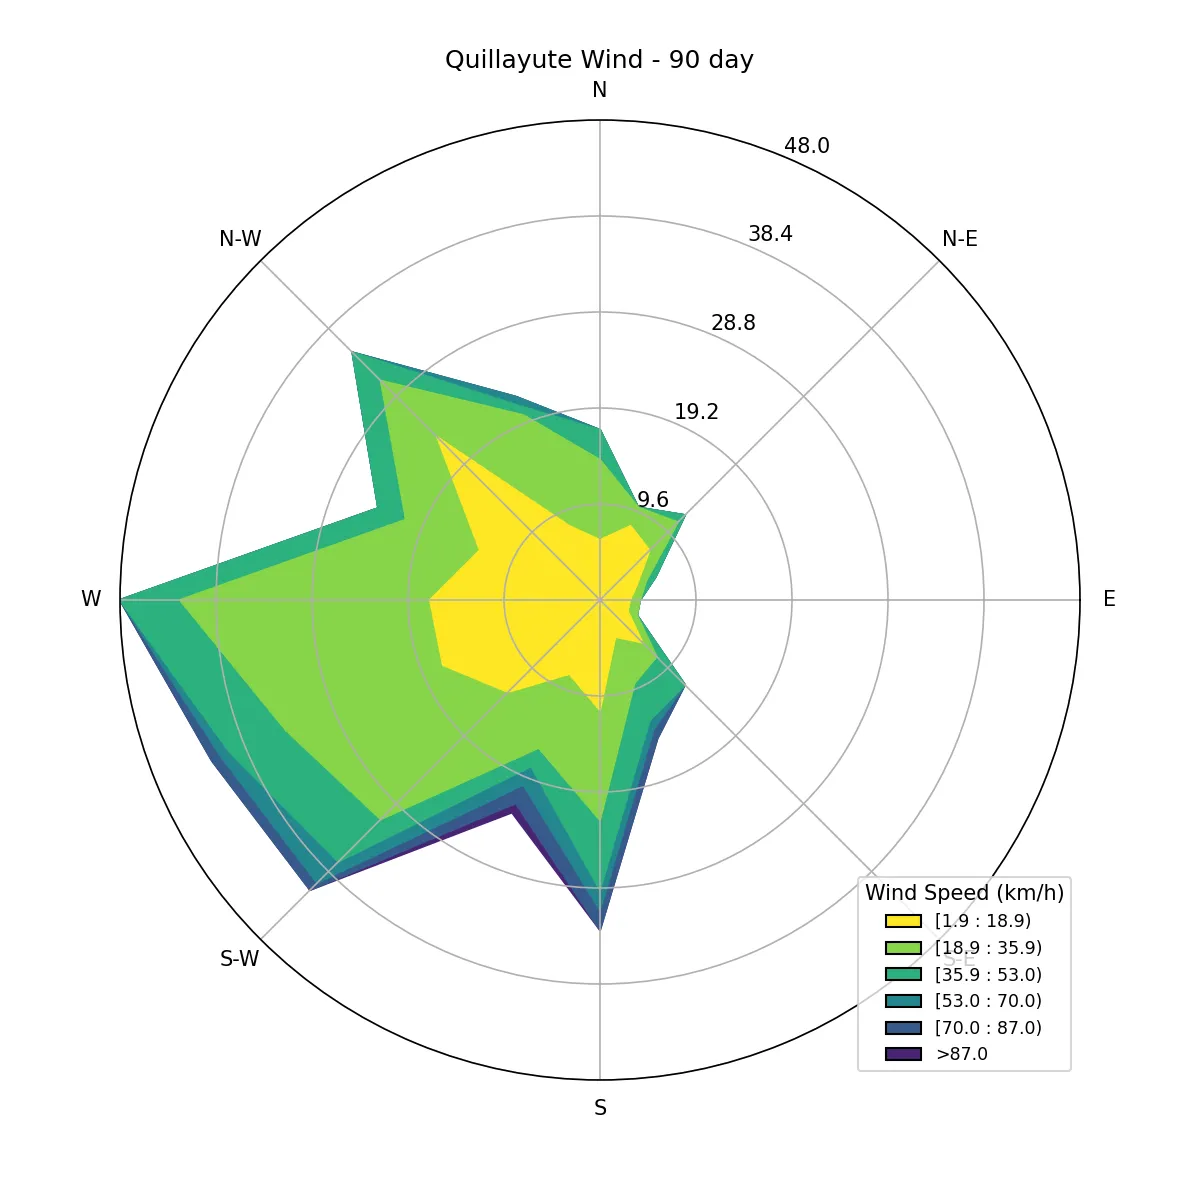 Quillayute Wind - 90 day
N
48.0
38.4
N-W
N-E
28.8
19.2
9.6
W
E
S-W
S-E
S
Wind Speed (km/h)
[1.9 : 18.9)
[18.9 : 35.9)
[35.9 : 53.0)
[53.0 : 70.0)
[70.0 : 87.0)
>87.0